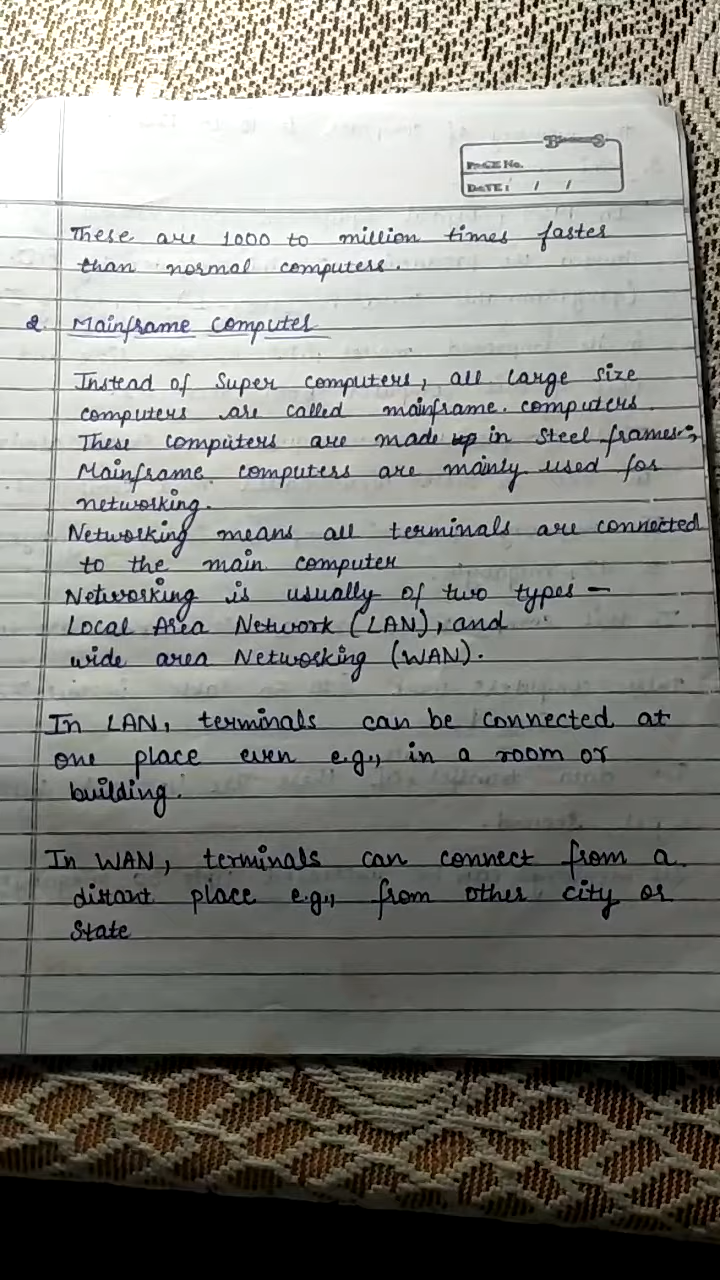 PAGE No.
DATE: / /
These are 1000 to million times faster
than normal computers.
2. Mainframe Computer
Instead of Super Computers, all large size
computers are called mainframe. computers.
These computers are made up in Steel frames;
Mainframe computers are mainly used for
networking.
Networking means all terminals are connected
to the main computer
Networking is usually of two types -
Local Area Network (LAN), and
wide area Networking (WAN).
In LAN, terminals can be connected at
one place even e.g., in a room or
building.
In WAN, terminals can connect from a
distant place e.g., from other city or
State